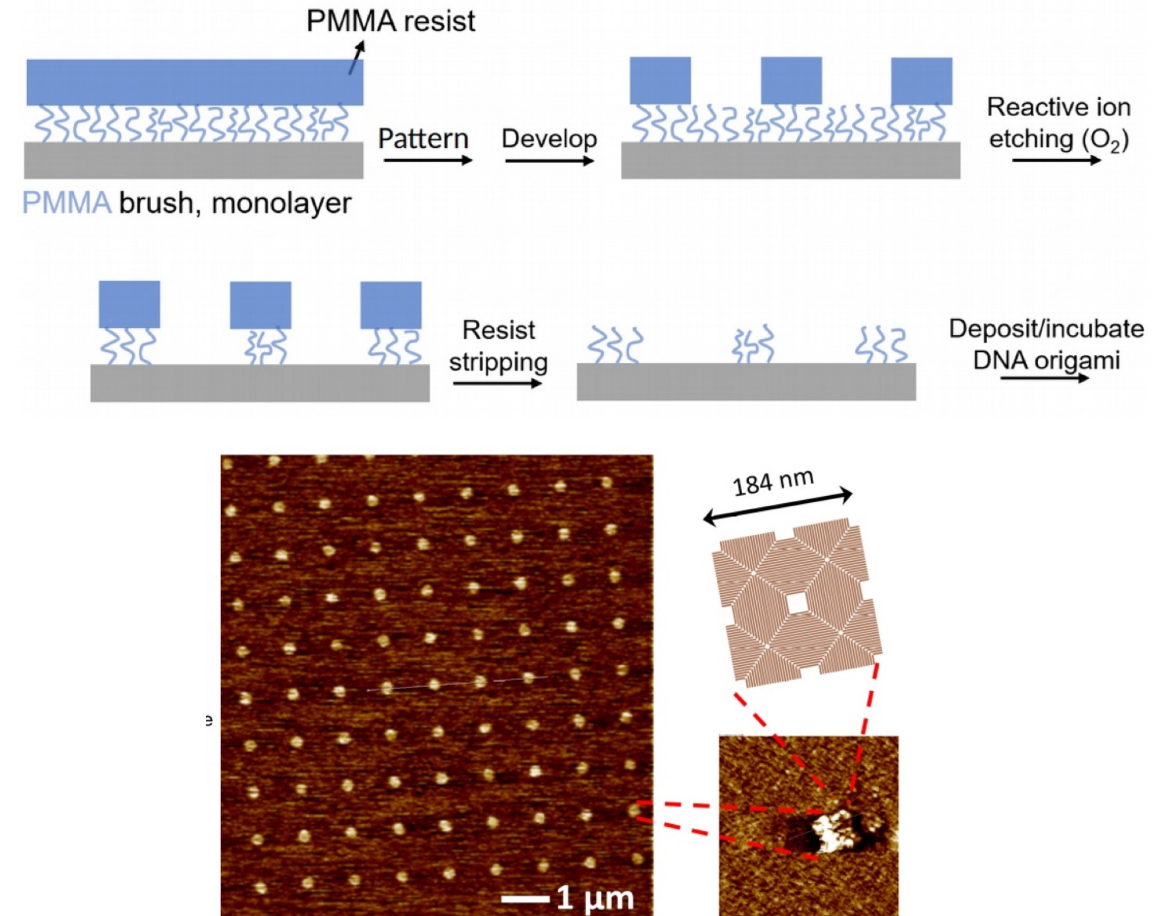 PMMA resist
Pattern
Develop
Reactive ion
etching (O₂)
PMMA brush, monolayer
Resist
stripping
Deposit/incubate
DNA origami
184 nm
e
1 μm